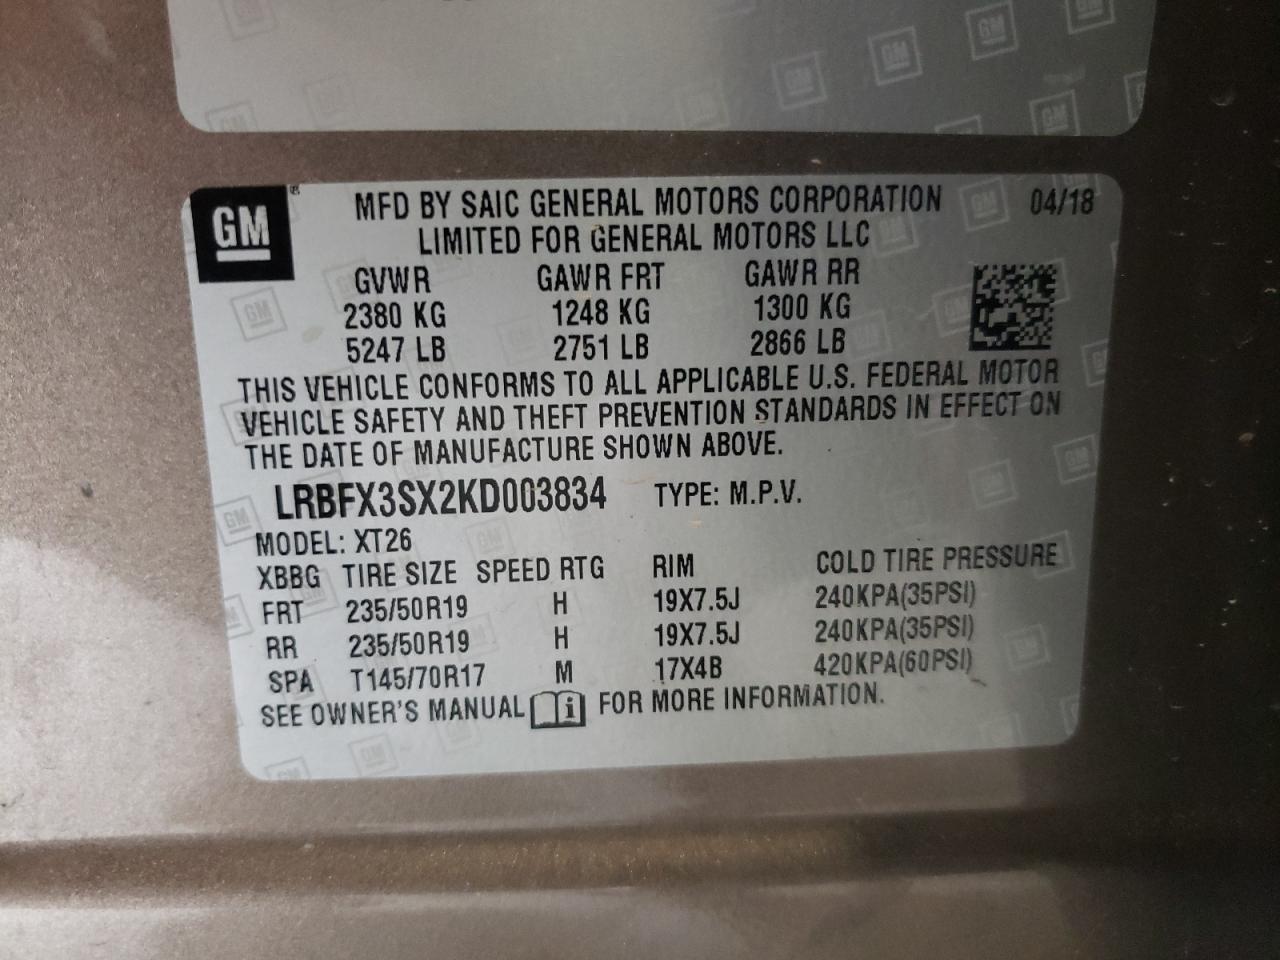 GM
®
MFD BY SAIC GENERAL MOTORS CORPORATION 04/18
LIMITED FOR GENERAL MOTORS LLC
GVWR GAWR FRT GAWR RR
2380 KG 1248 KG 1300 KG
5247 LB 2751 LB 2866 LB
THIS VEHICLE CONFORMS TO ALL APPLICABLE U.S. FEDERAL MOTOR
VEHICLE SAFETY AND THEFT PREVENTION STANDARDS IN EFFECT ON
THE DATE OF MANUFACTURE SHOWN ABOVE.
LRBFX3SX2KD003834 TYPE: M.P.V.
MODEL: XT26
XBBG TIRE SIZE SPEED RTG RIM COLD TIRE PRESSURE
FRT 235/50R19 H 19X7.5J 240KPA(35PSI)
RR 235/50R19 H 19X7.5J 240KPA(35PSI)
SPA T145/70R17 M 17X4B 420KPA(60PSI)
SEE OWNER'S MANUAL i FOR MORE INFORMATION.